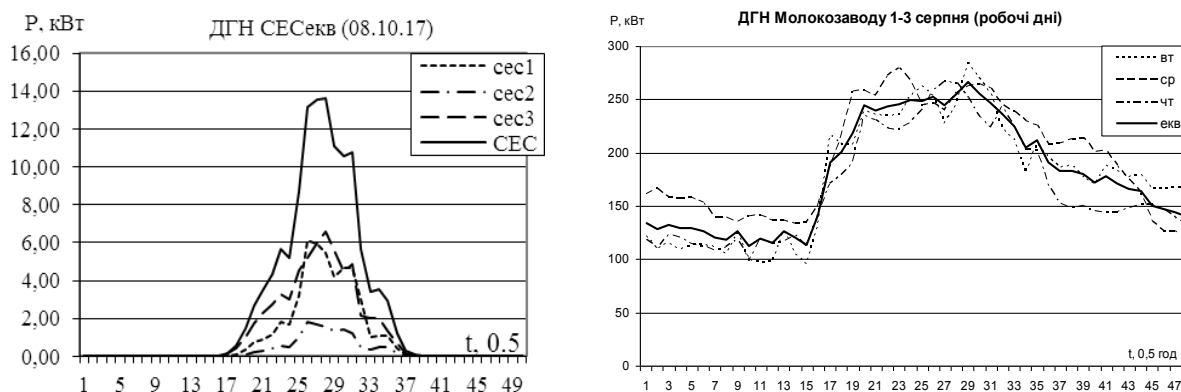 P, кВт
ДГН СЕСекв (08.10.17)
16,00
14,00
12,00
10,00
8,00
6,00
4,00
2,00
0,00
сес1
сес2
сес3
СЕС
t, 0.5
1 5 9 13 17 21 25 29 33 37 41 45 49
P, кВт
ДГН Молокозаводу 1-3 серпня (робочі дні)
300
250
200
150
100
50
0
вт
ср
чт
екв
t, 0,5 год
1 3 5 7 9 11 13 15 17 19 21 23 25 27 29 31 33 35 37 39 41 43 45 47